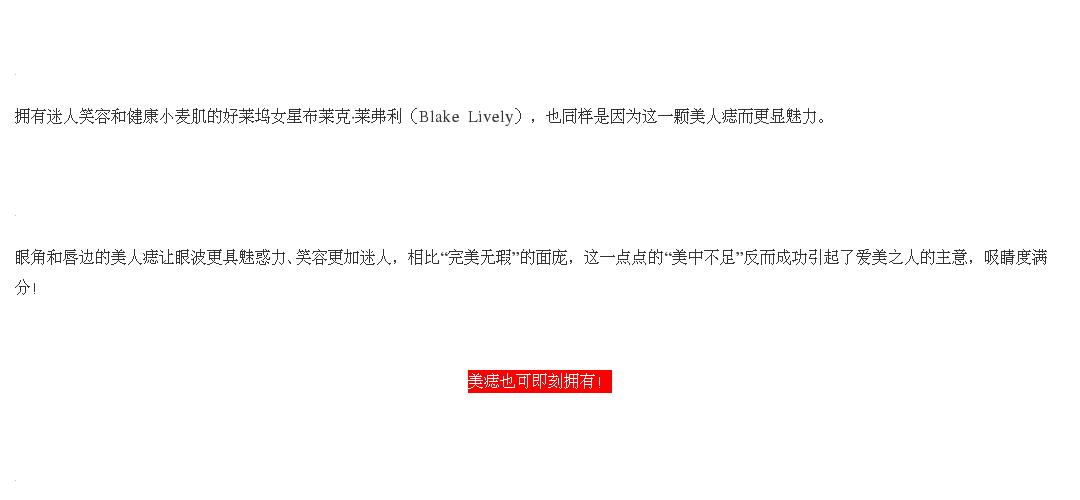 拥有迷人笑容和健康小麦肌的好莱坞女星布莱克·莱弗利（Blake Lively），也同样是因为这一颗美人痣而更显魅力。
眼角和唇边的美人痣让眼波更具魅惑力、笑容更加迷人，相比“完美无瑕”的面庞，这一点点的“美中不足”反而成功引起了爱美之人的主意，吸睛度满
分！
美痣也可即刻拥有！